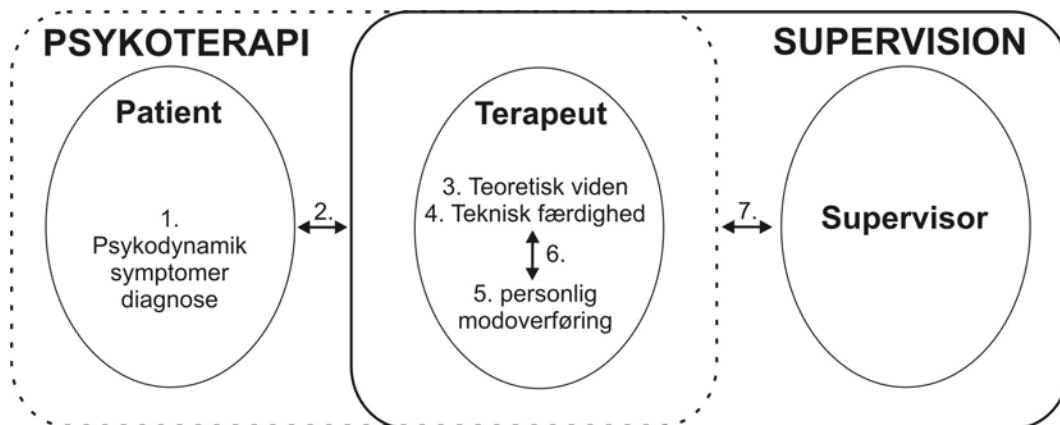 PSYKOTERAPI
SUPERVISION
Patient
1.
Psykodynamik
symptomer
diagnose
2.
Terapeut
3. Teoretisk viden
4. Teknisk færdighed
6.
5. personlig
modoverføring
7.
Supervisor